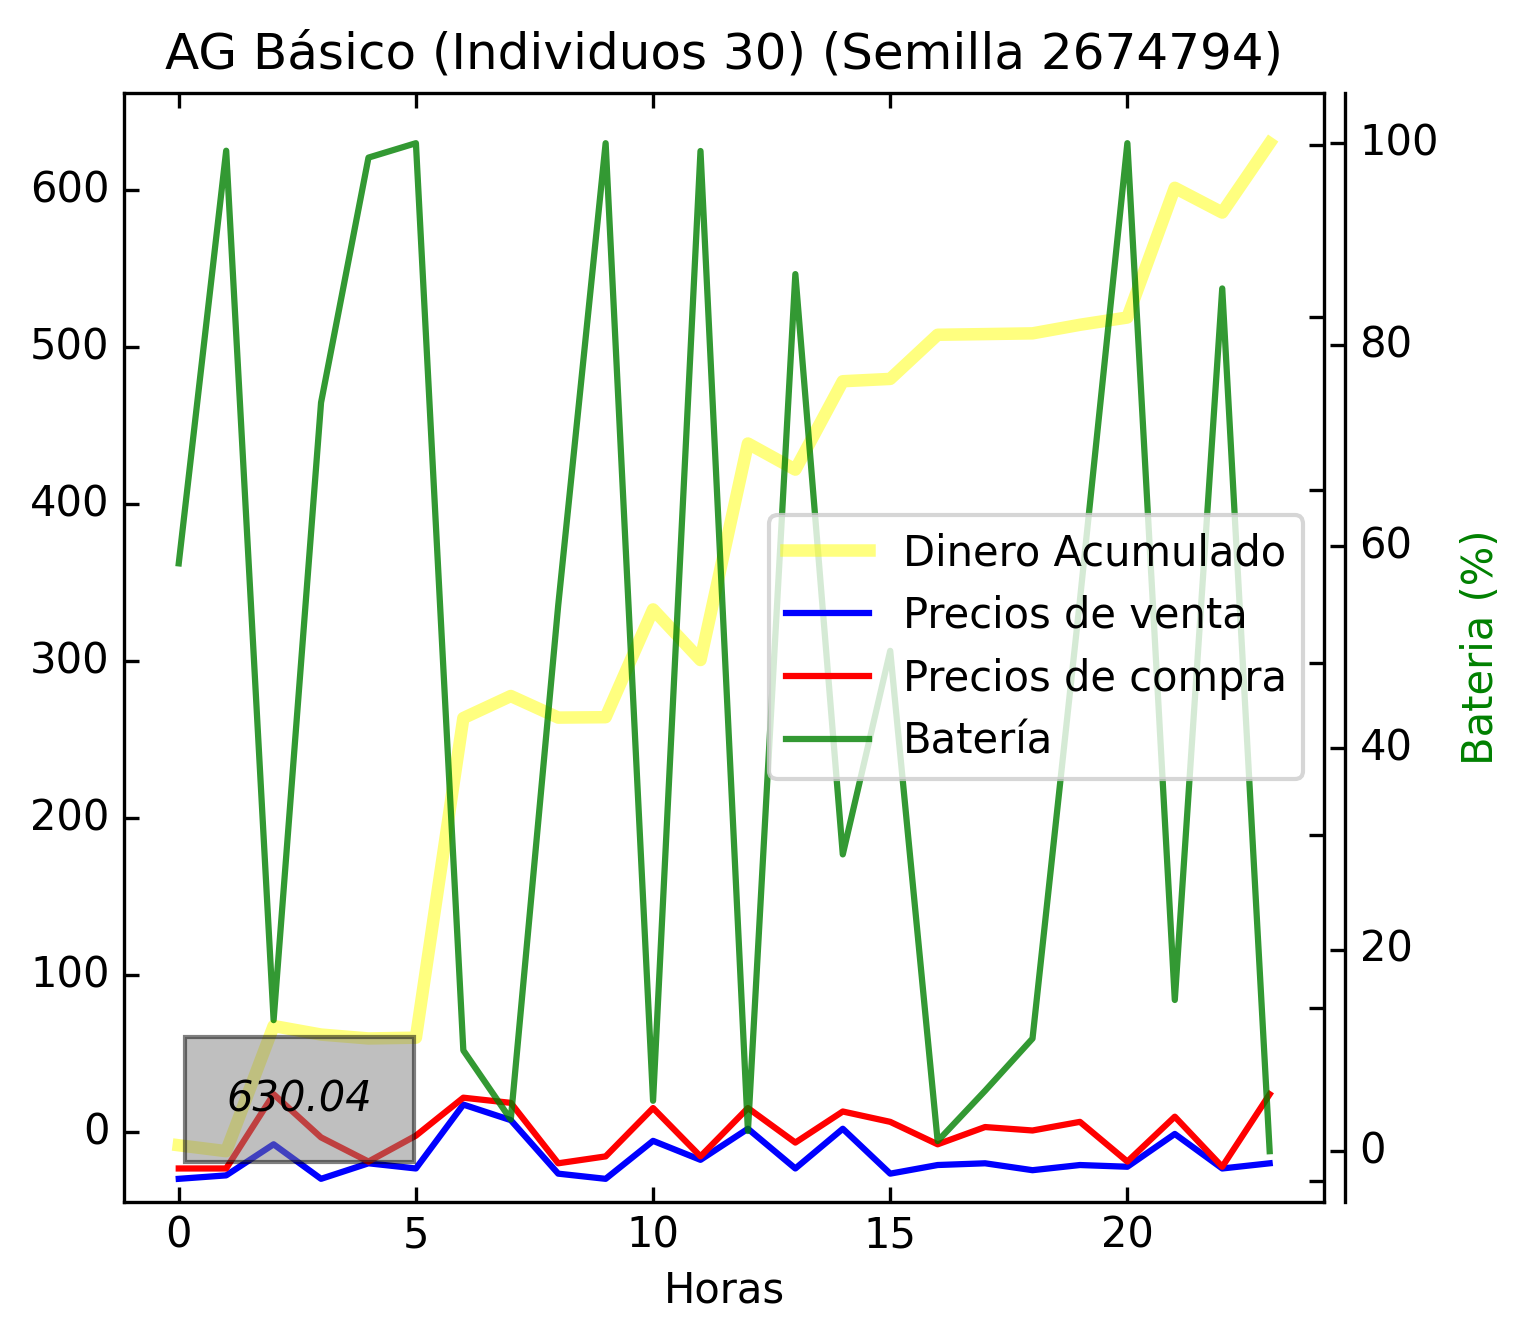 AG Básico (Individuos 30) (Semilla 2674794)
600
500
400
300
200
100
0
100
80
60
40
20
0
Bateria (%)
Dinero Acumulado
Precios de venta
Precios de compra
Batería
630.04
0 5 10 15 20
Horas